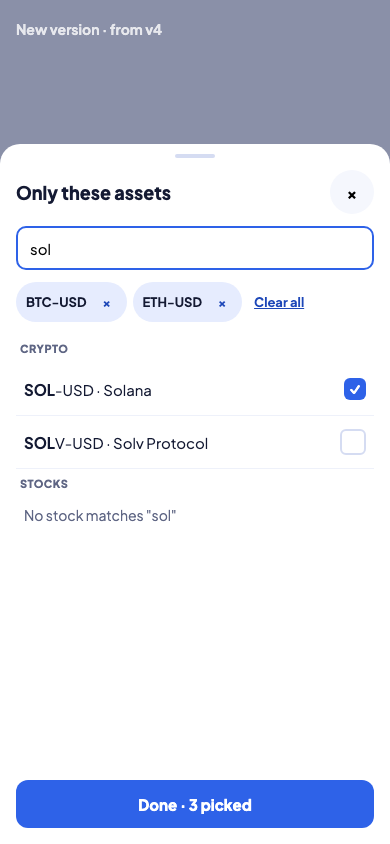 New version · from v4
Only these assets
×
sol
BTC-USD × ETH-USD × Clear all
CRYPTO
SOL-USD · Solana
SOLV-USD · Solv Protocol
STOCKS
No stock matches "sol"
Done · 3 picked